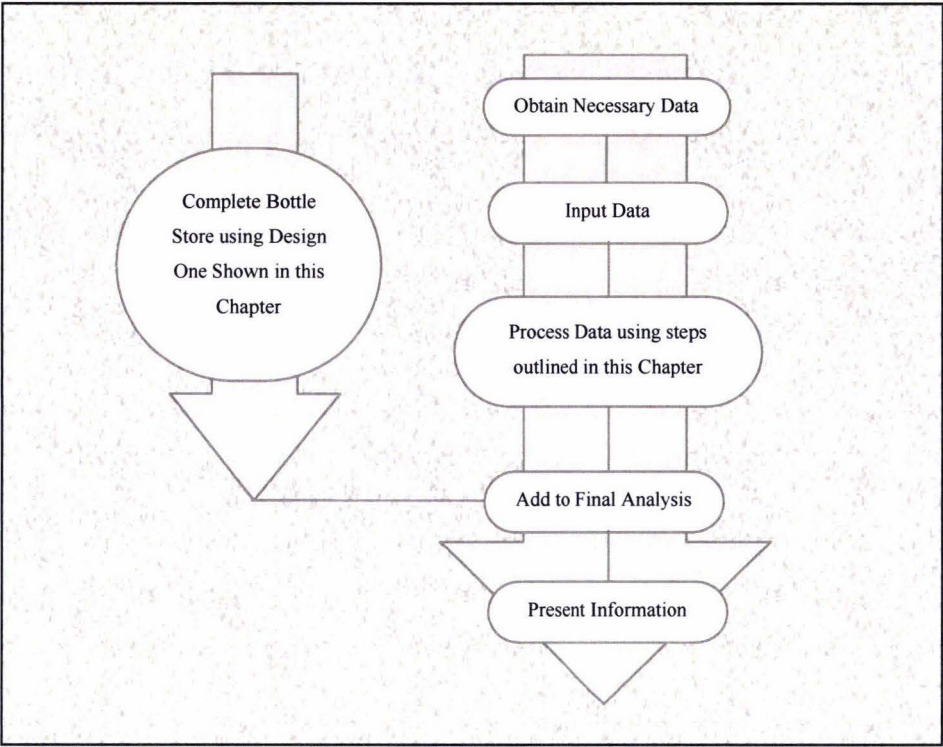 Complete Bottle
Store using Design
One Shown in this
Chapter
Obtain Necessary Data
Input Data
Process Data using steps
outlined in this Chapter
Add to Final Analysis
Present Information